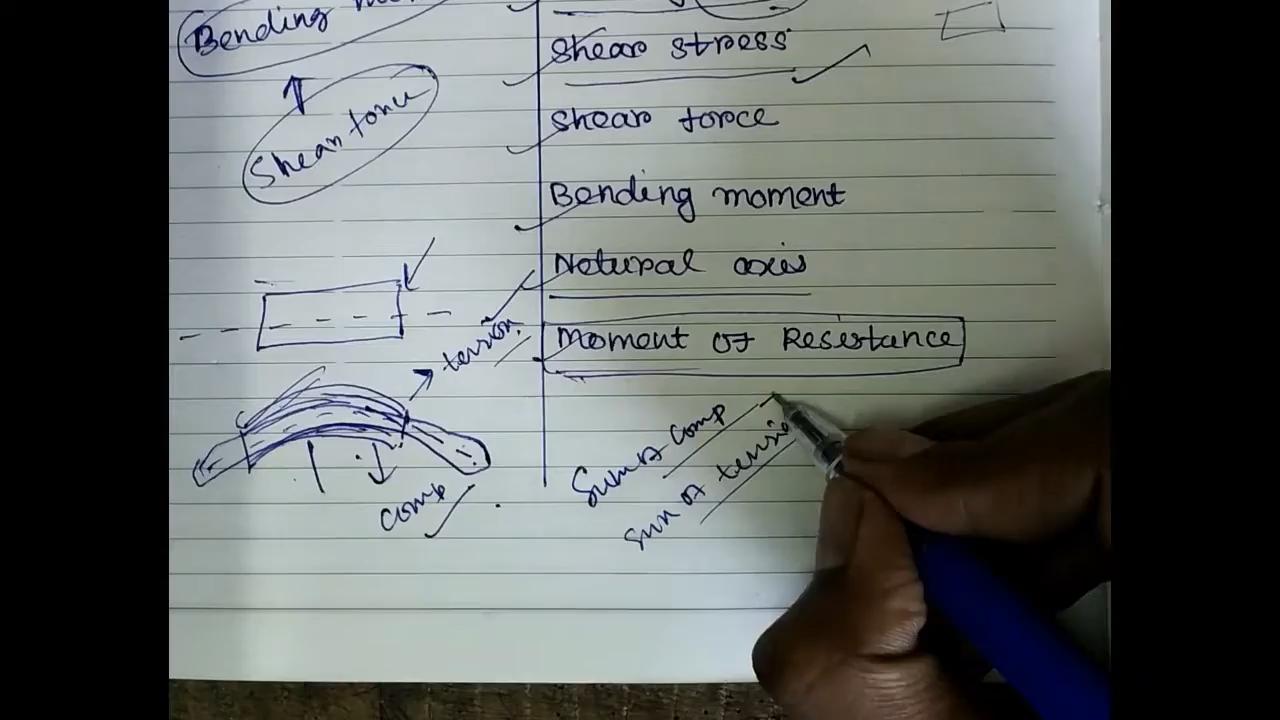 Bending
Shear stress
Shear force
Shear force
Bending moment
Netural axis
tension.
Moment of Resistance
Sum of comp
Sum of tensio
comp